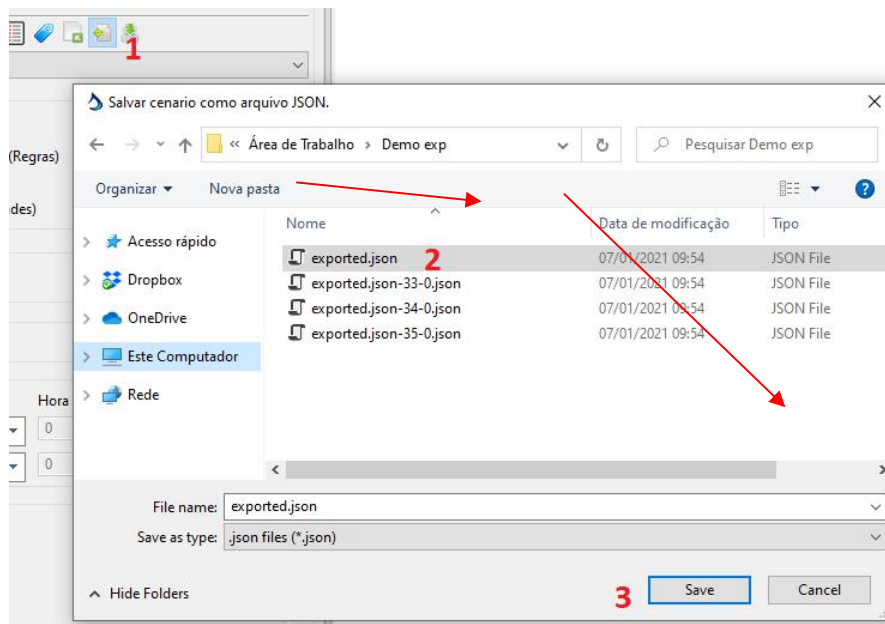 1
Salvar cenario como arquivo JSON.
« Área de Trabalho > Demo exp
Pesquisar Demo exp
(Regras)
Organizar
Nova pasta
des)
Nome
Data de modificação
Tipo
Acesso rápido
exported.json
2
07/01/2021 09:54
JSON File
Dropbox
exported.json-33-0.json
07/01/2021 09:54
JSON File
exported.json-34-0.json
07/01/2021 09:54
JSON File
OneDrive
exported.json-35-0.json
07/01/2021 09:54
JSON File
Este Computador
Rede
Hora
0
0
File name: exported.json
Save as type: .json files (*.json)
Hide Folders
3
Save
Cancel